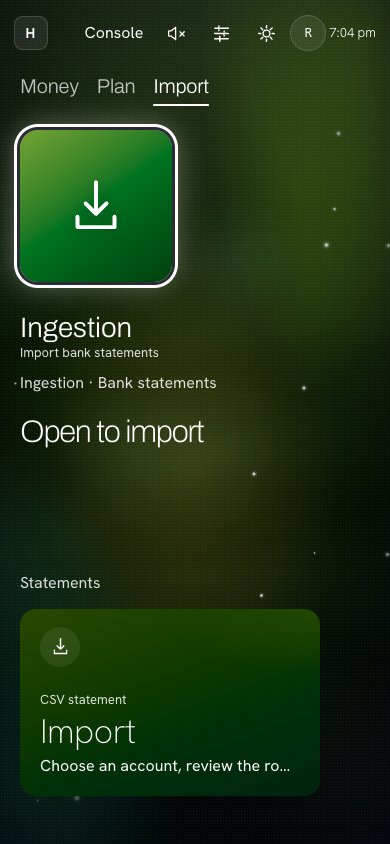 H
Console
R
7:04 pm
Money
Plan
Import
Ingestion
Import bank statements
Ingestion · Bank statements
Open to import
Statements
CSV statement
Import
Choose an account, review the ro...